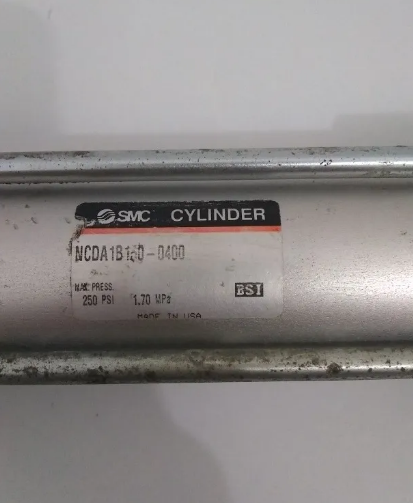 SMC CYLINDER
NCDA1B150-0400
MAX PRESS.
250 PSI 1.70 MPa
BSI
MADE IN USA